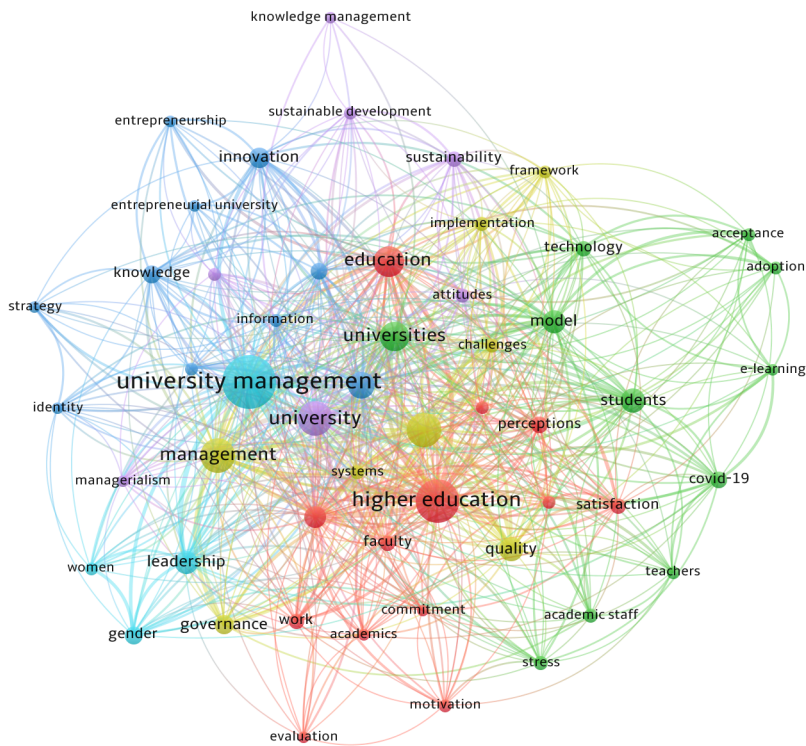 knowledge management
sustainable development
entrepreneurship
innovation
sustainability
framework
entrepreneurial university
implementation
acceptance
technology
education
adoption
knowledge
attitudes
strategy
information
universities
model
challenges
e-learning
university management
students
identity
university
perceptions
management
systems
managerialism
covid-19
higher education
satisfaction
faculty
quality
leadership
women
teachers
commitment
academic staff
work
governance
gender
academics
stress
motivation
evaluation